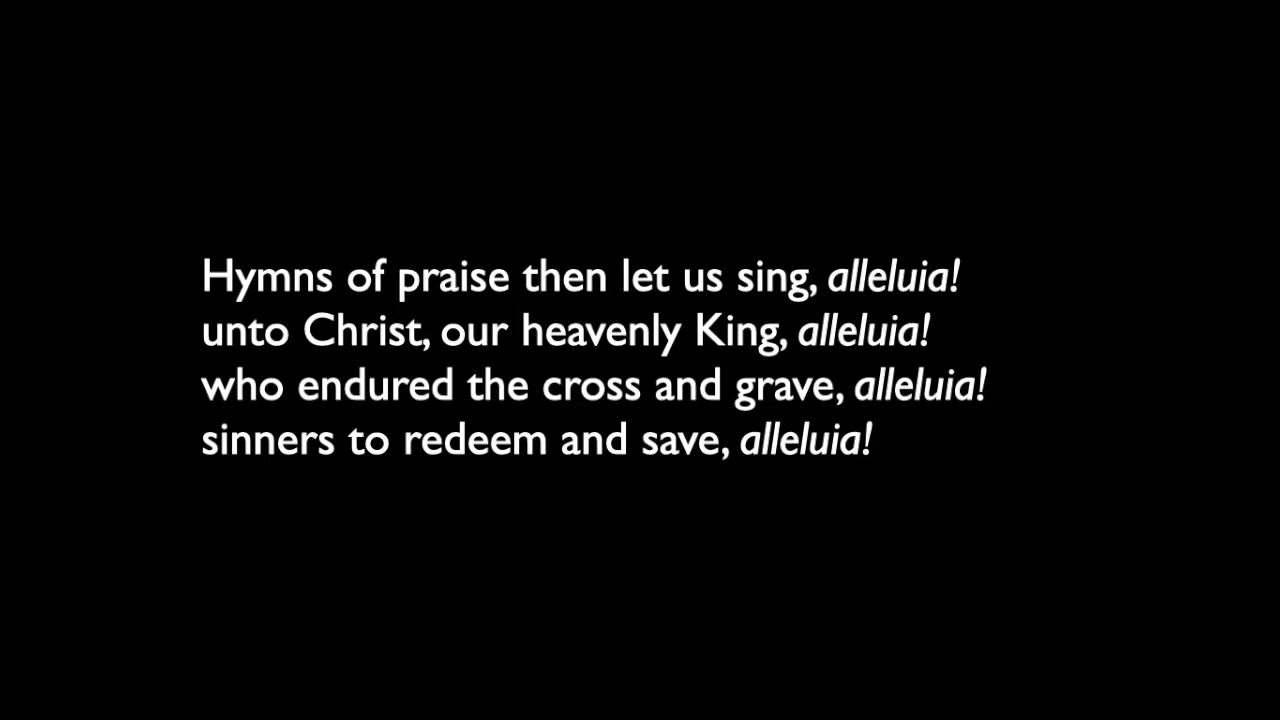 Hymns of praise then let us sing, alleluia!
unto Christ, our heavenly King, alleluia!
who endured the cross and grave, alleluia!
sinners to redeem and save, alleluia!